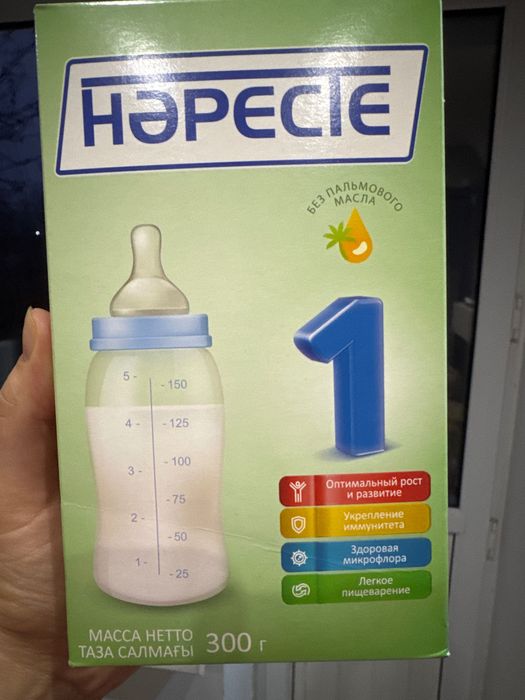 НӘРЕСТЕ
БЕЗ ПАЛЬМОВОГО
МАСЛА
1
5 - - 150
4 - - 125
3 - - 100
- 75
2 -
- 50
1 -
- 25
Оптимальный рост
и развитие
Укрепление
иммунитета
Здоровая
микрофлора
Легкое
пищеварение
МАССА НЕТТО
ТАЗА САЛМАҒЫ 300 г